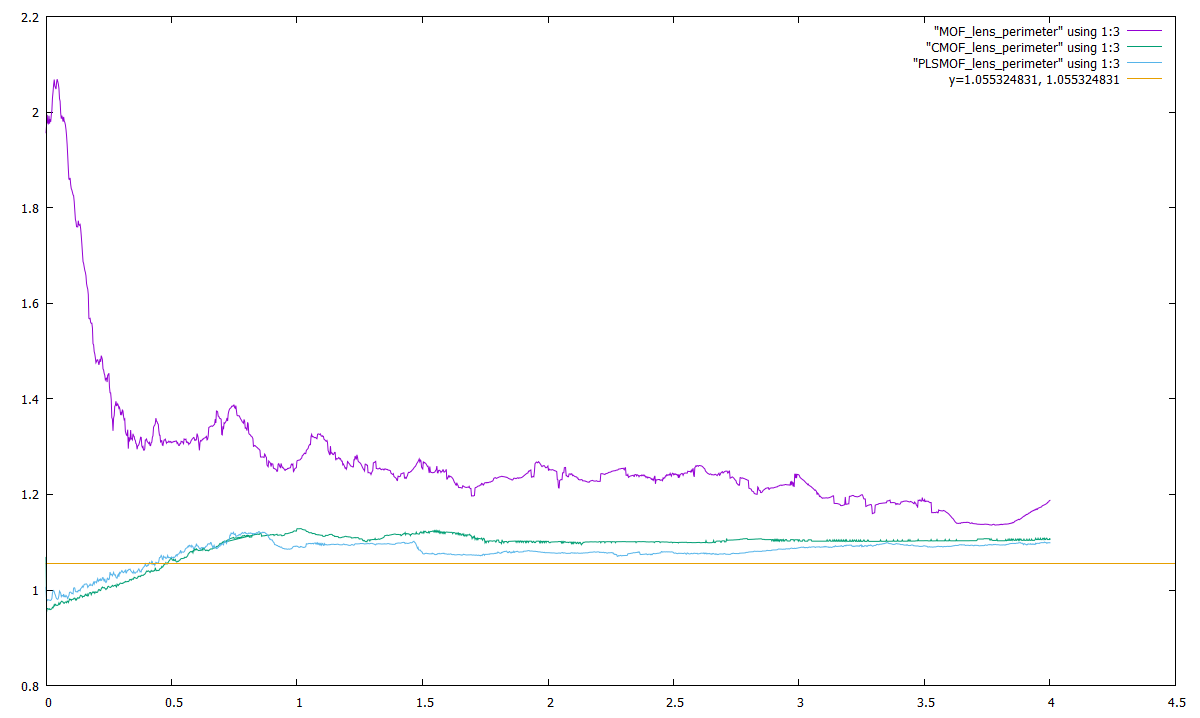 2.2
2
1.8
1.6
1.4
1.2
1
0.8
"MOF_lens_perimeter" using 1:3
"CMOF_lens_perimeter" using 1:3
"PLSMOF_lens_perimeter" using 1:3
y=1.055324831, 1.055324831
0 0.5 1 1.5 2 2.5 3 3.5 4 4.5